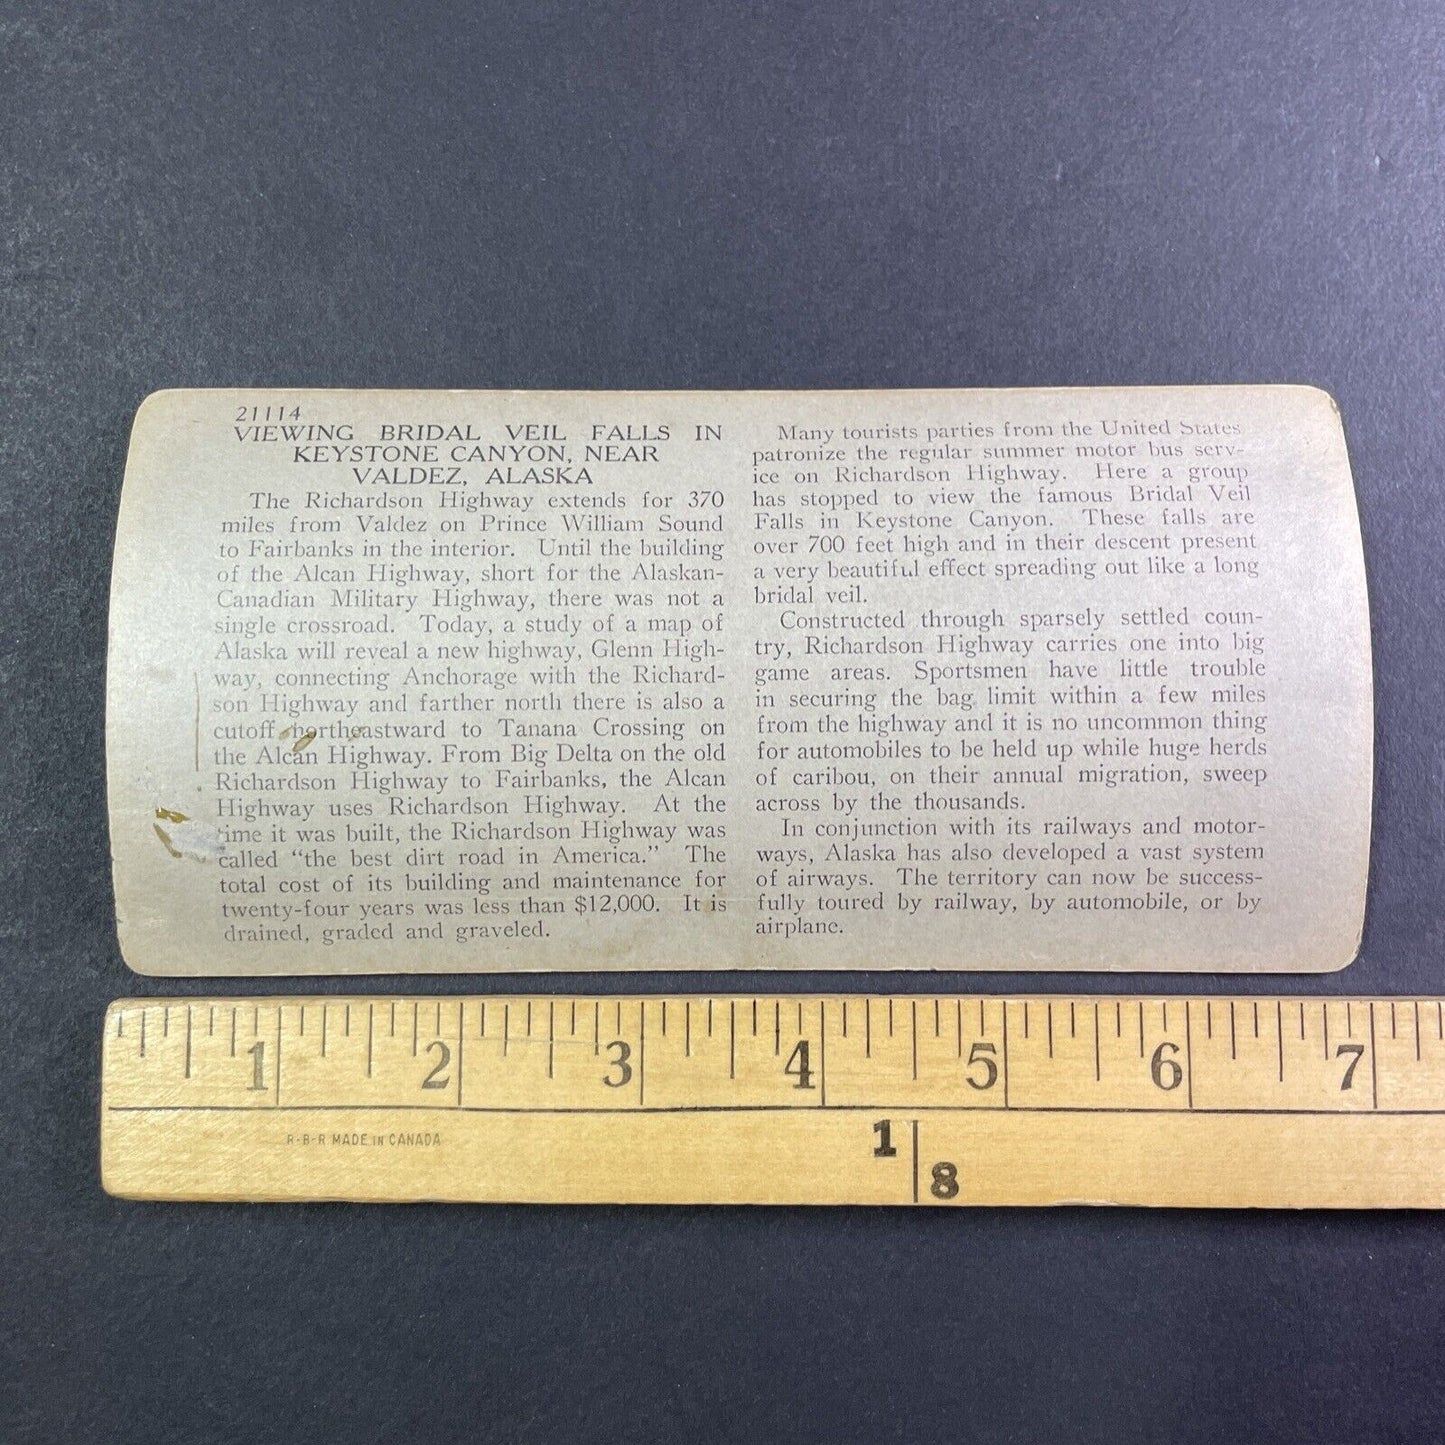 21114
VIEWING BRIDAL VEIL FALLS IN
KEYSTONE CANYON, NEAR
VALDEZ, ALASKA
The Richardson Highway extends for 370
miles from Valdez on Prince William Sound
to Fairbanks in the interior. Until the building
of the Alcan Highway, short for the Alaskan-
Canadian Military Highway, there was not a
single crossroad. Today, a study of a map of
Alaska will reveal a new highway, Glenn High-
way, connecting Anchorage with the Richard-
son Highway and farther north there is also a
cutoff northeastward to Tanana Crossing on
the Alcan Highway. From Big Delta on the old
Richardson Highway to Fairbanks, the Alcan
Highway uses Richardson Highway. At the
time it was built, the Richardson Highway was
called "the best dirt road in America." The
total cost of its building and maintenance for
twenty-four years was less than $12,000. It is
drained, graded and graveled.
Many tourists parties from the United States
patronize the regular summer motor bus serv-
ice on Richardson Highway. Here a group
has stopped to view the famous Bridal Veil
Falls in Keystone Canyon. These falls are
over 700 feet high and in their descent present
a very beautiful effect spreading out like a long
bridal veil.
Constructed through sparsely settled coun-
try, Richardson Highway carries one into big
game areas. Sportsmen have little trouble
in securing the bag limit within a few miles
from the highway and it is no uncommon thing
for automobiles to be held up while huge herds
of caribou, on their annual migration, sweep
across by the thousands.
In conjunction with its railways and motor-
ways, Alaska has also developed a vast system
of airways. The territory can now be success-
fully toured by railway, by automobile, or by
airplane.
1 2 3 4 5 6 7
R-B-R MADE IN CANADA
1
8